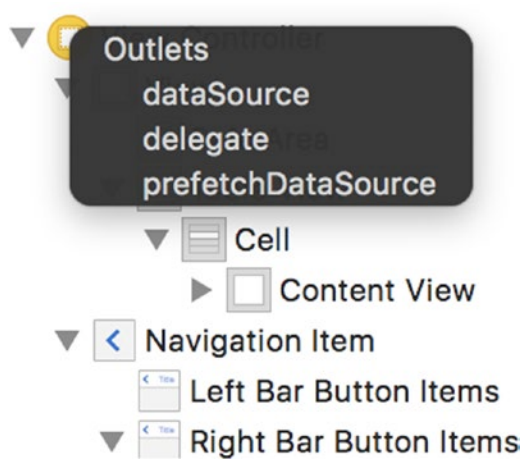 Outlets
dataSource
delegate
prefetchDataSource
Cell
Content View
Navigation Item
Left Bar Button Items
Right Bar Button Items